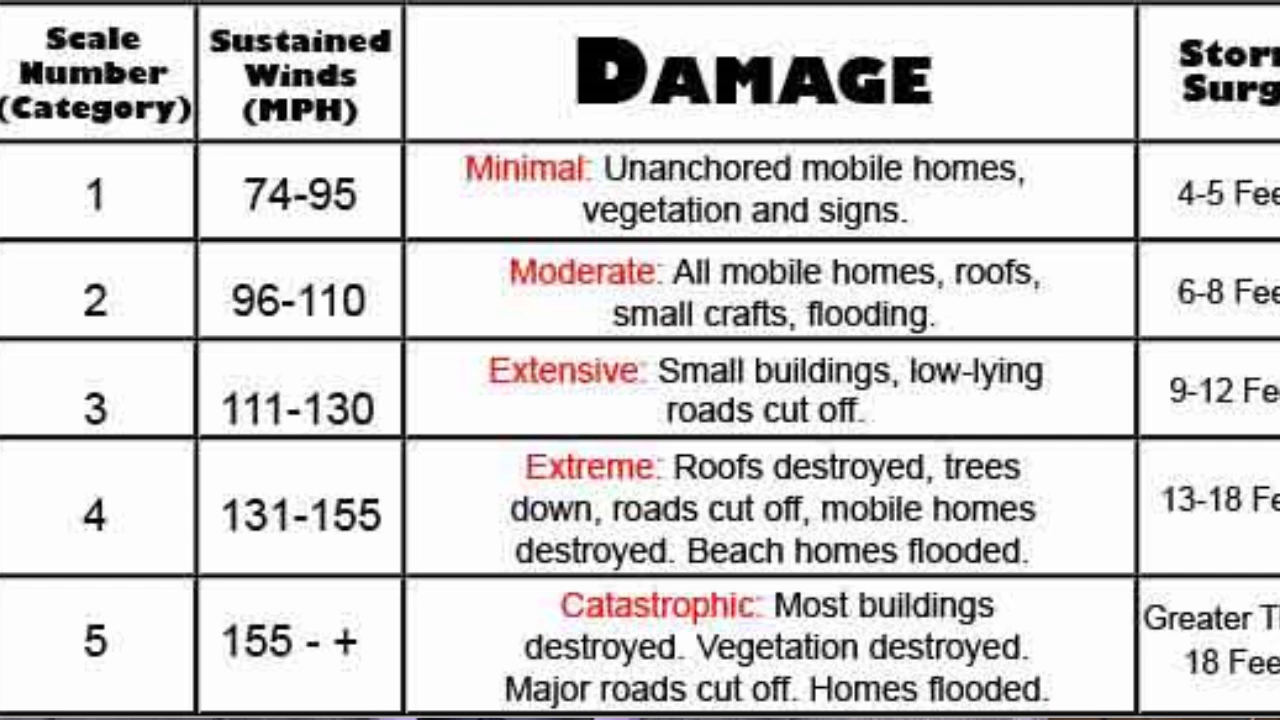 Scale
Number
(Category)
Sustained
Winds
(MPH)
DAMAGE
1
74-95
Minimal: Unanchored mobile homes,
vegetation and signs.
4-5
2
96-110
Moderate: All mobile homes, roofs,
small crafts, flooding.
6-8
3
111-130
Extensive: Small buildings, low-lying
roads cut off.
9-12
4
131-155
Extreme: Roofs destroyed, trees
down, roads cut off, mobile homes
destroyed. Beach homes flooded.
13-18
5
155 - +
Catastrophic: Most buildings
destroyed. Vegetation destroyed.
Major roads cut off. Homes flooded.
Greater
18